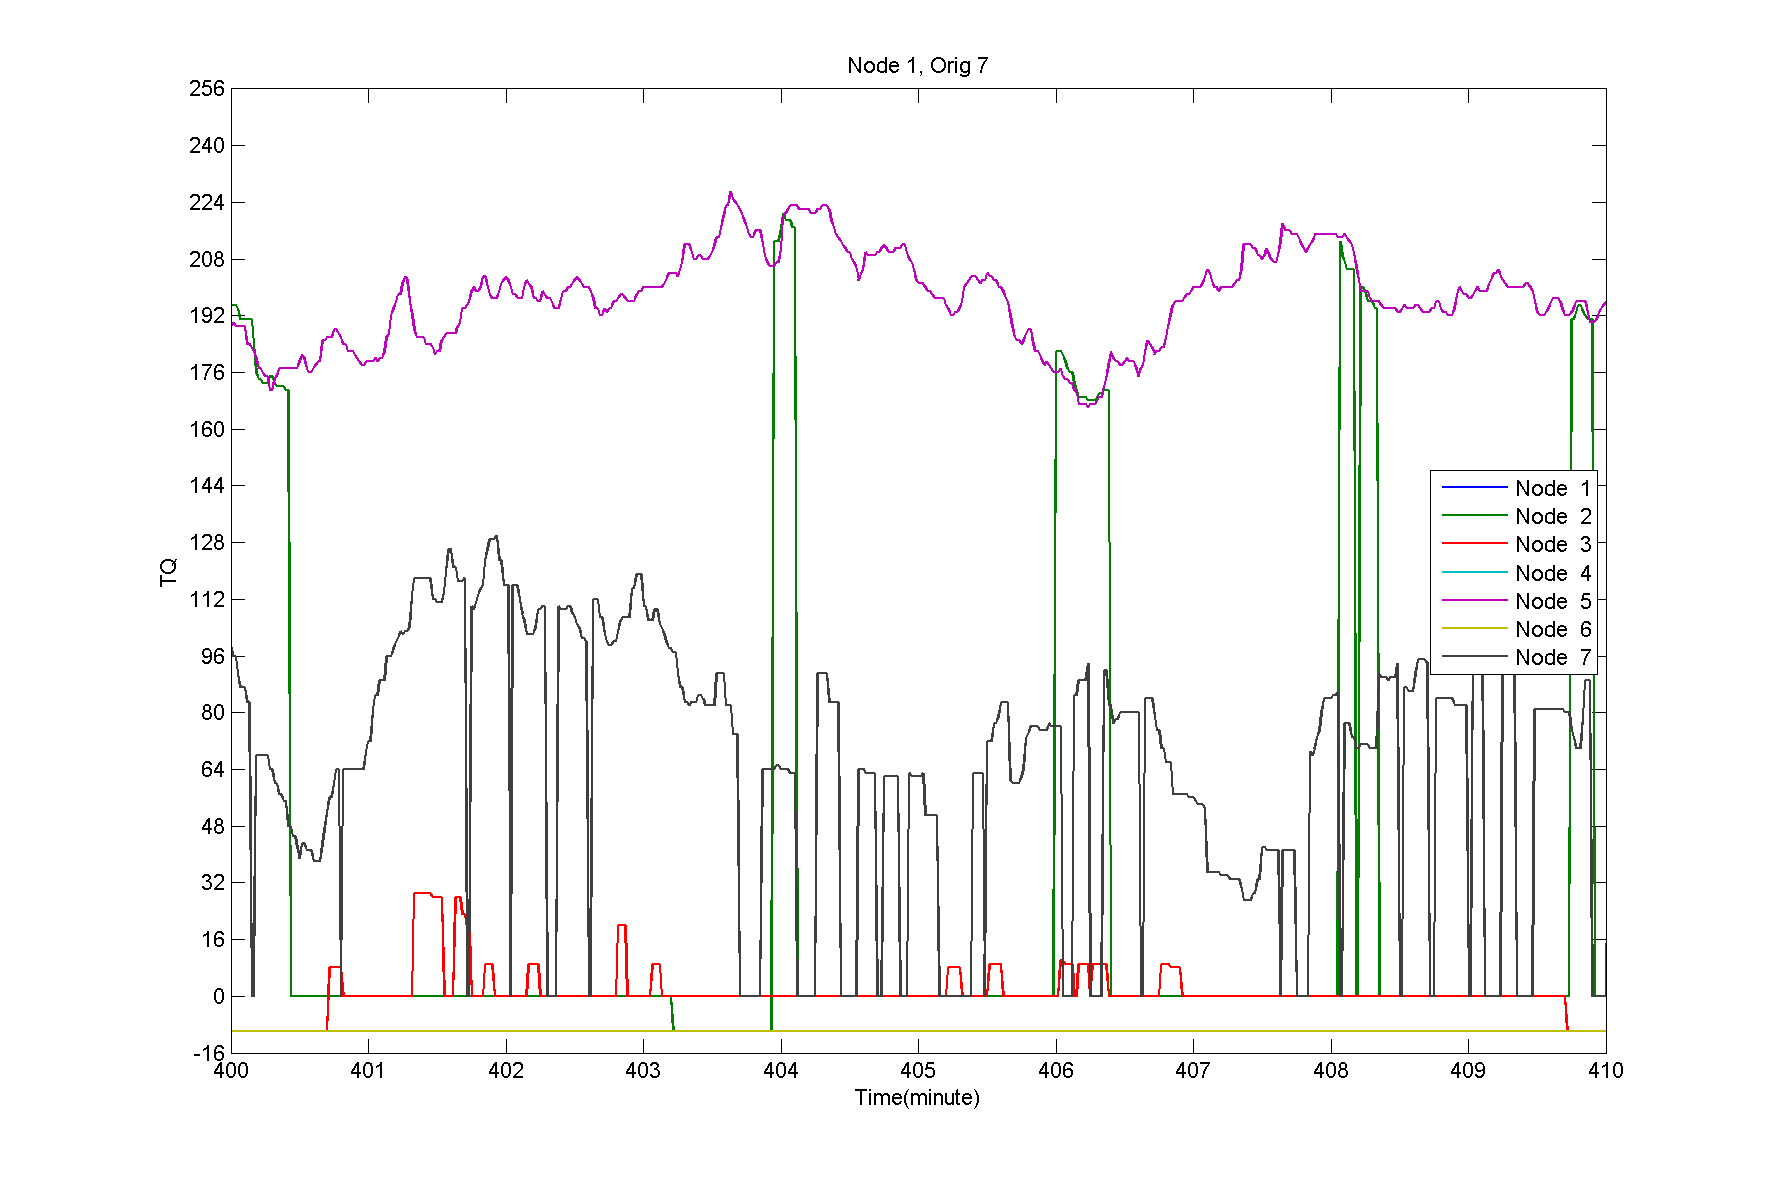 Node 1, Orig 7
256
240
224
208
192
176
160
144
128
112
96
80
64
48
32
16
0
-16
TQ
Node 1
Node 2
Node 3
Node 4
Node 5
Node 6
Node 7
400 401 402 403 404 405 406 407 408 409 410
Time(minute)